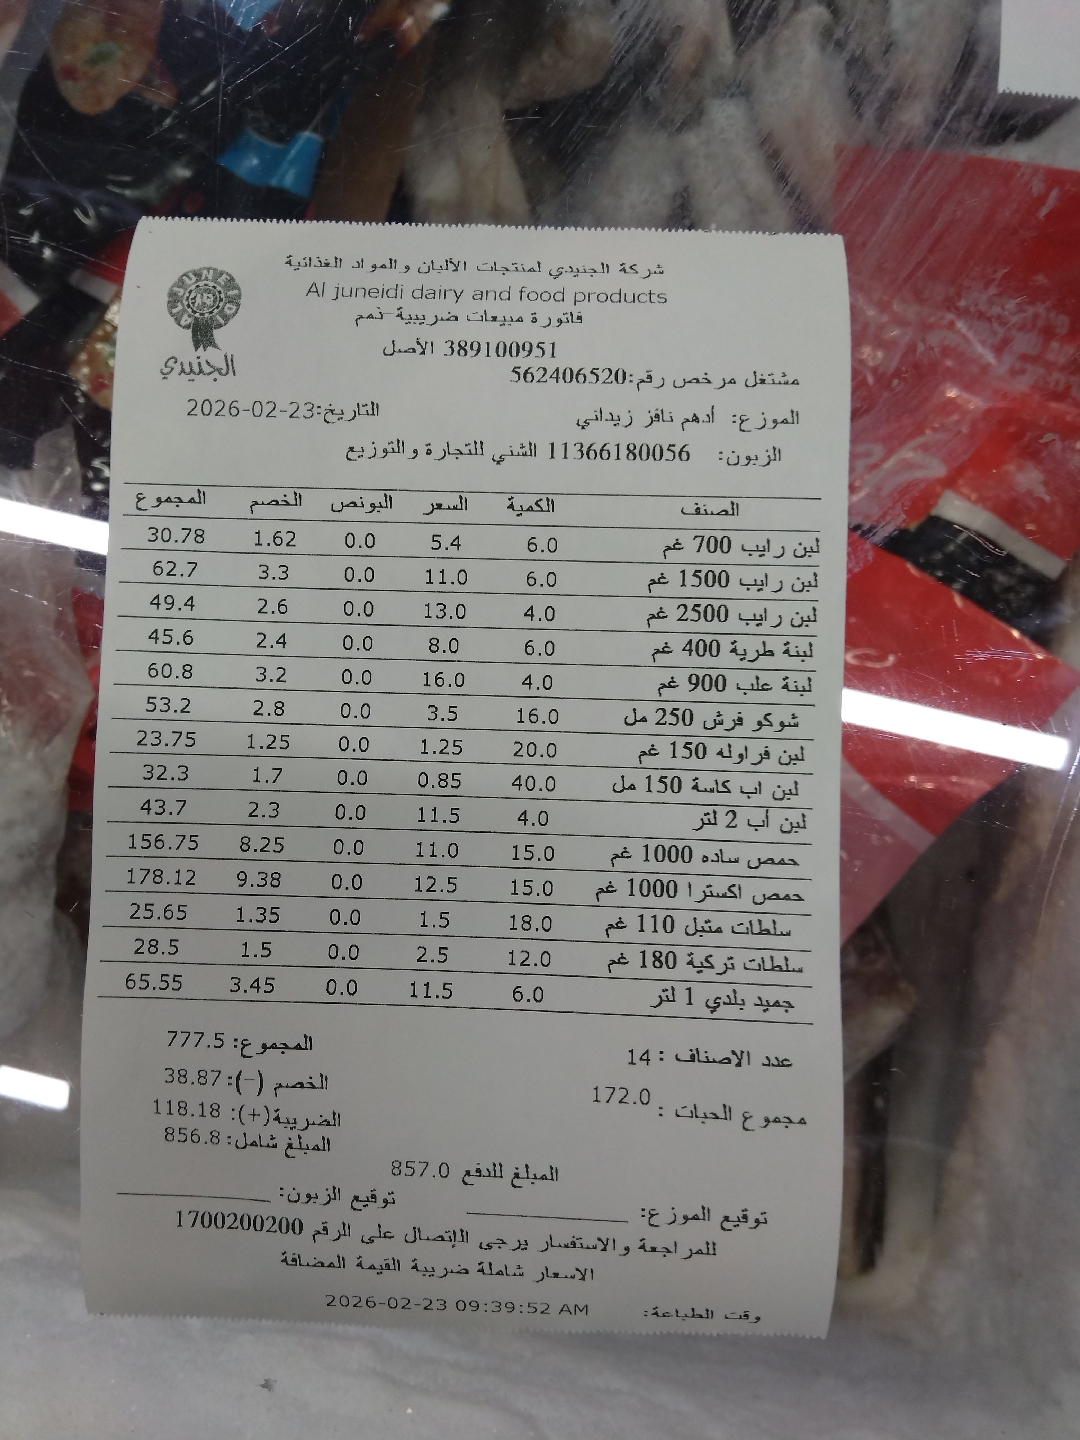 شركة الجنيدي لمنتجات الألبان والمواد الغذائية
Al juneidi dairy and food products
فاتورة مبيعات ضريبية-ذمم
389100951 الأصل
الجنيدي
مشتغل مرخص رقم:562406520
الموزع: أدهم نافز زيداني التاريخ:2026-02-23
الزبون: 11366180056 الشني للتجارة والتوزيع
الصنف الكمية السعر البونص الخصم المجموع
لبن رايب 700 غم 6.0 5.4 0.0 1.62 30.78
لبن رايب 1500 غم 6.0 11.0 0.0 3.3 62.7
لبن رايب 2500 غم 4.0 13.0 0.0 2.6 49.4
لبنة طرية 400 غم 6.0 8.0 0.0 2.4 45.6
لبنة علب 900 غم 4.0 16.0 0.0 3.2 60.8
شوكو فرش 250 مل 16.0 3.5 0.0 2.8 53.2
لبن فراوله 150 غم 20.0 1.25 0.0 1.25 23.75
لبن اب كاسة 150 مل 40.0 0.85 0.0 1.7 32.3
لبن أب 2 لتر 4.0 11.5 0.0 2.3 43.7
حمص ساده 1000 غم 15.0 11.0 0.0 8.25 156.75
حمص اكسترا 1000 غم 15.0 12.5 0.0 9.38 178.12
سلطات متبل 110 غم 18.0 1.5 0.0 1.35 25.65
سلطات تركية 180 غم 12.0 2.5 0.0 1.5 28.5
جميد بلدي 1 لتر 6.0 11.5 0.0 3.45 65.55
عدد الاصناف : 14 المجموع: 777.5
مجموع الحبات : 172.0 الخصم (-): 38.87
الضريبة(+): 118.18
المبلغ شامل: 856.8
المبلغ للدفع 857.0
توقيع الموزع: توقيع الزبون:
للمراجعة والاستفسار يرجى الإتصال على الرقم 1700200200
الاسعار شاملة ضريبة القيمة المضافة
وقت الطباعة: 2026-02-23 09:39:52 AM